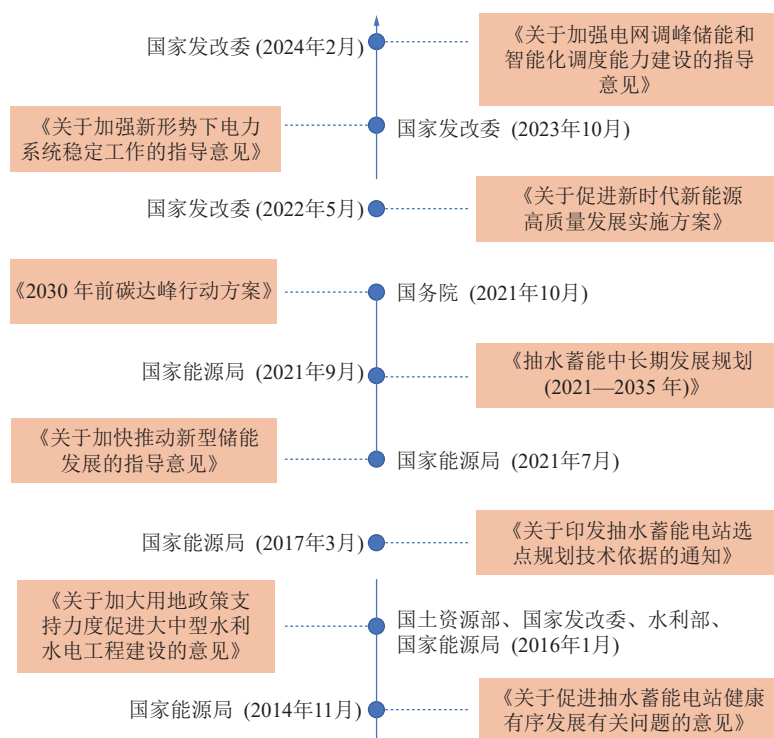 国家发改委 (2024年2月)
《关于加强电网调峰储能和
智能化调度能力建设的指导
意见》
《关于加强新形势下电力
系统稳定工作的指导意见》
国家发改委 (2023年10月)
国家发改委 (2022年5月)
《关于促进新时代新能源
高质量发展实施方案》
《2030 年前碳达峰行动方案》
国务院 (2021年10月)
国家能源局 (2021年9月)
《抽水蓄能中长期发展规划
(2021—2035 年)》
《关于加快推动新型储能
发展的指导意见》
国家能源局 (2021年7月)
国家能源局 (2017年3月)
《关于印发抽水蓄能电站选
点规划技术依据的通知》
《关于加大用地政策支
持力度促进大中型水利
水电工程建设的意见》
国土资源部、国家发改委、水利部、
国家能源局 (2016年1月)
国家能源局 (2014年11月)
《关于促进抽水蓄能电站健康
有序发展有关问题的意见》